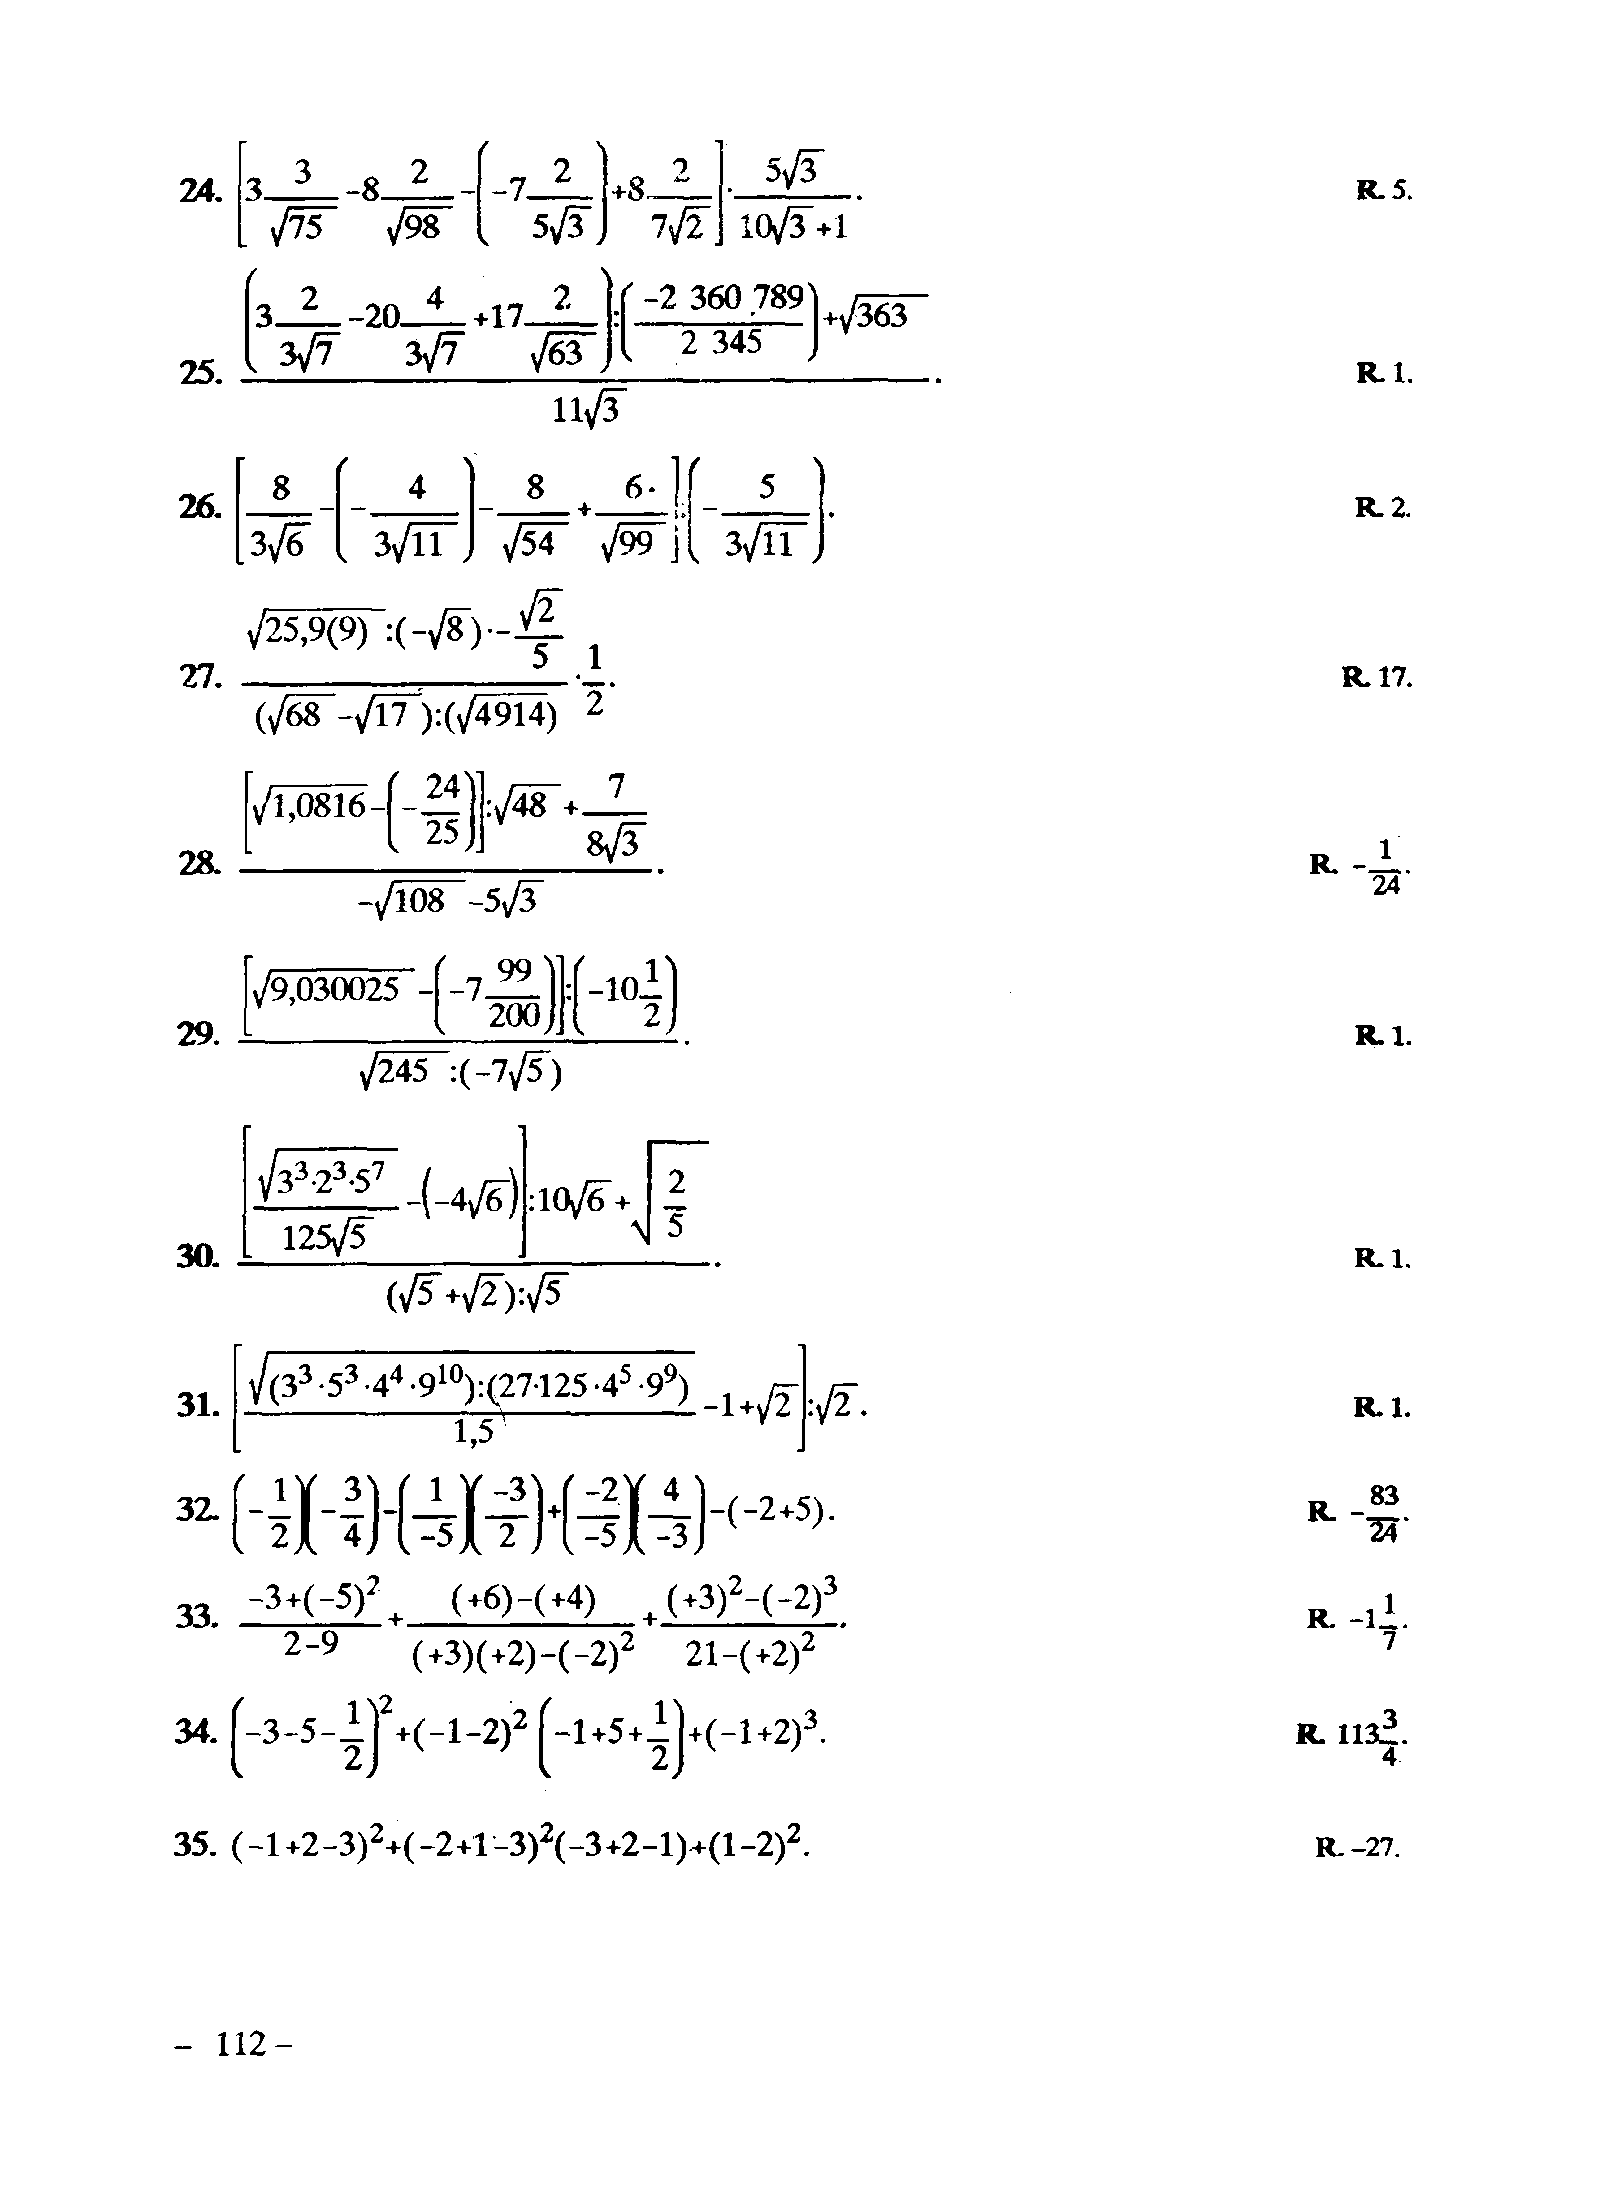 24. [3 3/√75 -8 2/√98 -(-7 2/5√3)+8 2/7√2]· 5√3/10√3+1. R. 5.
25. (3 2/3√7 -20 4/3√7 +17 2/√63):(-2 360 789/2 345)+√363 / 11√3. R. 1.
26. [8/3√6 -(-4/3√11)-8/√54 +6·/√99]:(-5/3√11). R. 2.
27. √25,9(9) :(-√8)·-√2/5 / (√68 -√17):(√4914) ·1/2. R. 17.
28. [√1,0816-(-24/25)]:√48 +7/8√3 / -√108 -5√3. R. -1/24.
29. [√9,030025 -(-7 99/200)]:(-10 1/2) / √245 :(-7√5). R. 1.
30. [√3³·2³·5⁷/125√5 -(-4√6)]:10√6+√2/5 / (√5+√2):√5. R. 1.
31. [√(3³·5³·4⁴·9¹⁰):(27·125·4⁵·9⁹)/1,5 -1+√2]:√2. R. 1.
32. (-1/2)(-3/4)-(1/-5)(-3/2)+(-2/-5)(4/-3)-(-2+5). R. -83/24.
33. -3+(-5)²/2-9 + (+6)-(+4)/(+3)(+2)-(-2)² + (+3)²-(-2)³/21-(+2)². R. -1 1/7.
34. (-3-5-1/2)²+(-1-2)² (-1+5+1/2)+(-1+2)³. R. 113 3/4.
35. (-1+2-3)²+(-2+1-3)²(-3+2-1)+(1-2)². R. -27.
- 112 -